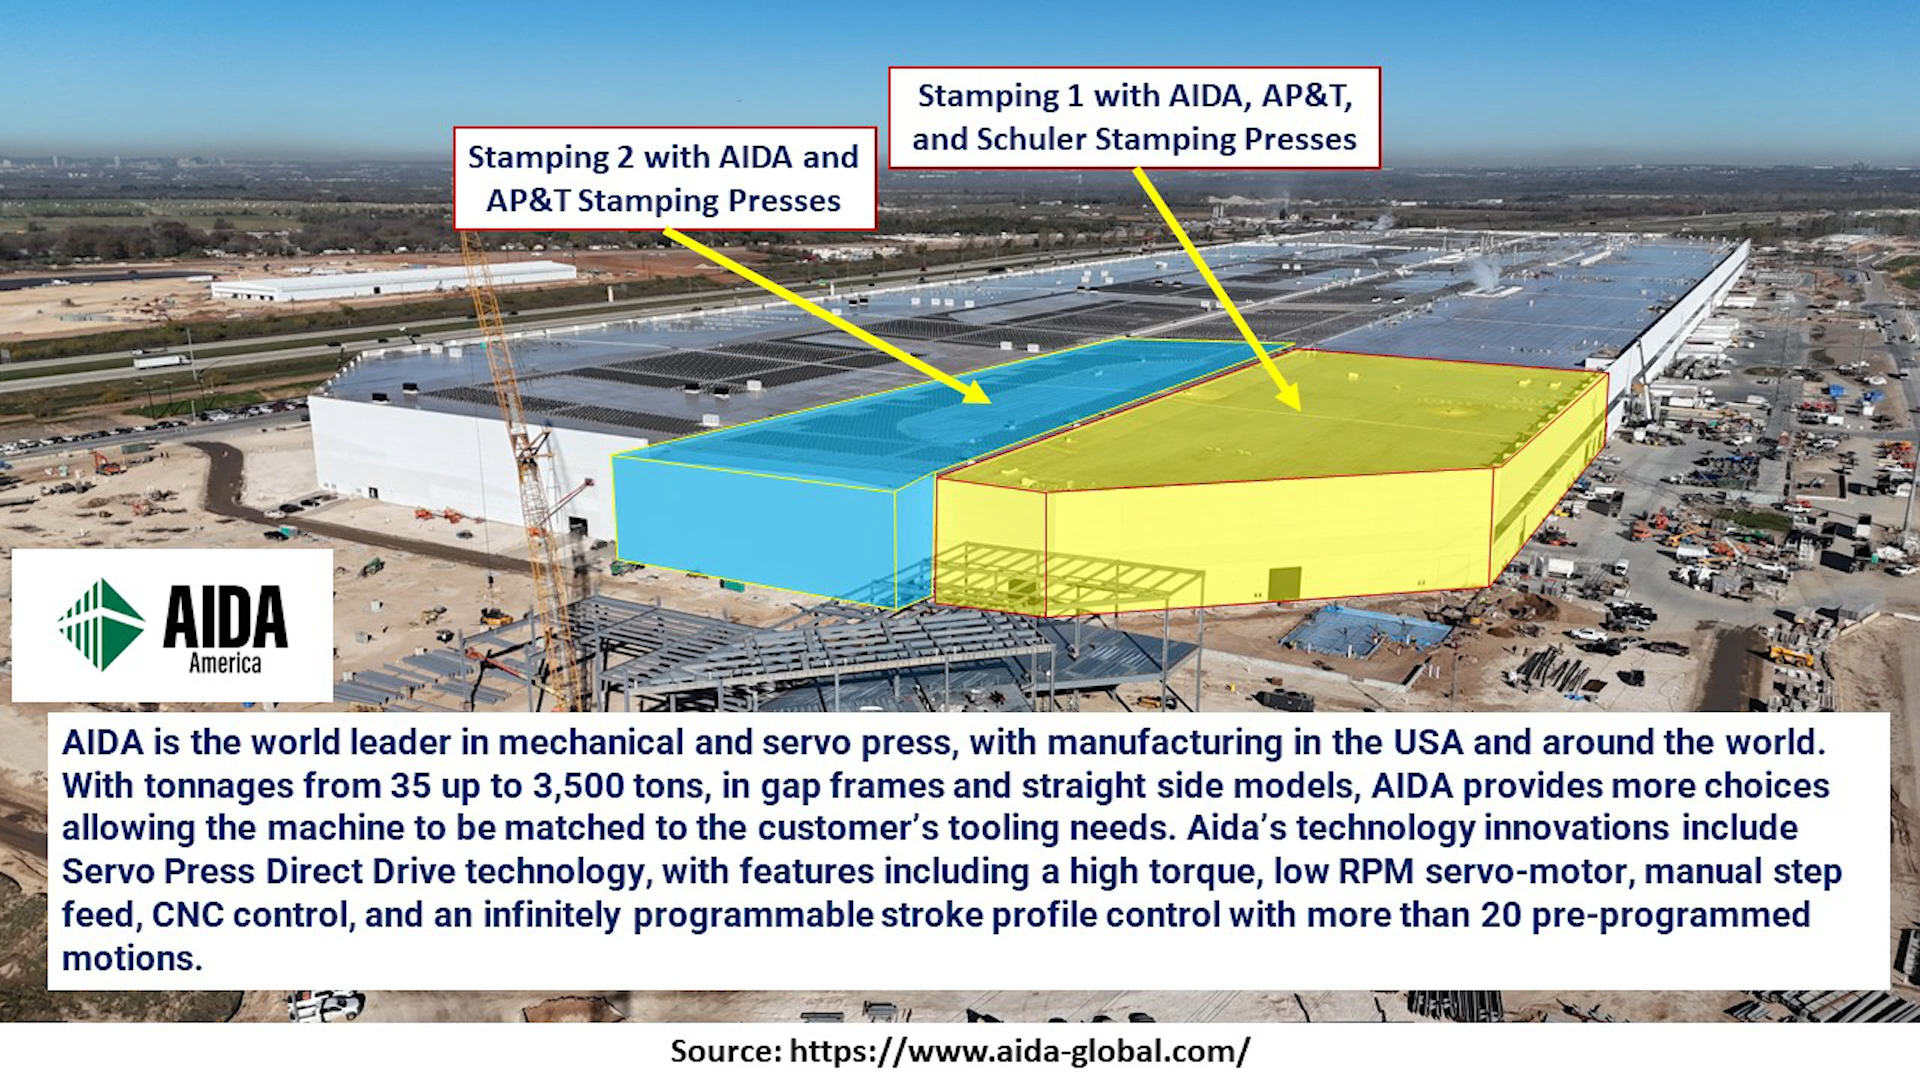 Stamping 1 with AIDA, AP&T,
and Schuler Stamping Presses
Stamping 2 with AIDA and
AP&T Stamping Presses
AIDA
America
AIDA is the world leader in mechanical and servo press, with manufacturing in the USA and around the world.
With tonnages from 35 up to 3,500 tons, in gap frames and straight side models, AIDA provides more choices
allowing the machine to be matched to the customer’s tooling needs. Aida’s technology innovations include
Servo Press Direct Drive technology, with features including a high torque, low RPM servo-motor, manual step
feed, CNC control, and an infinitely programmable stroke profile control with more than 20 pre-programmed
motions.
Source: https://www.aida-global.com/